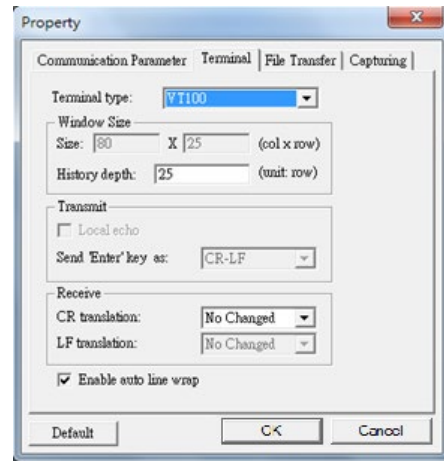 Property
Communication Parameter Terminal File Transfer Capturing
Terminal type: VT100
Window Size
Size: 80 X 25 (col x row)
History depth: 25 (unit: row)
Transmit
Local echo
Send 'Enter' key as: CR-LF
Receive
CR translation: No Changed
LF translation: No Changed
Enable auto line wrap
Default OK Cancel